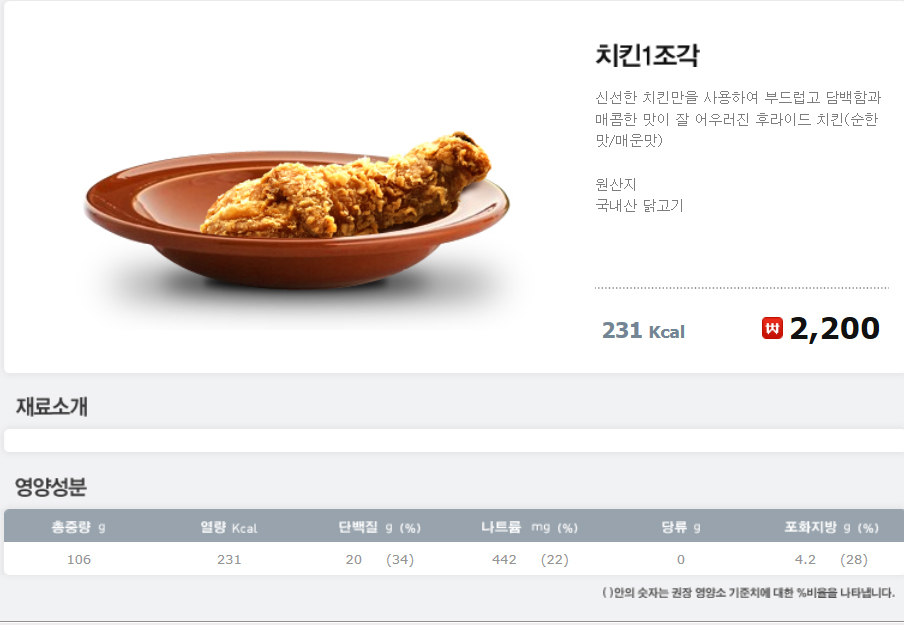 치킨1조각
신선한 치킨만을 사용하여 부드럽고 담백함과
매콤한 맛이 잘 어우러진 후라이드 치킨(순한
맛/매운맛)
원산지
국내산 닭고기
231 Kcal ₩ 2,200
재료소개
영양성분
총중량 g 열량 Kcal 단백질 g (%) 나트륨 mg (%) 당류 g 포화지방 g (%)
106 231 20 (34) 442 (22) 0 4.2 (28)
( )안의 숫자는 권장 영양소 기준치에 대한 %비율을 나타냅니다.